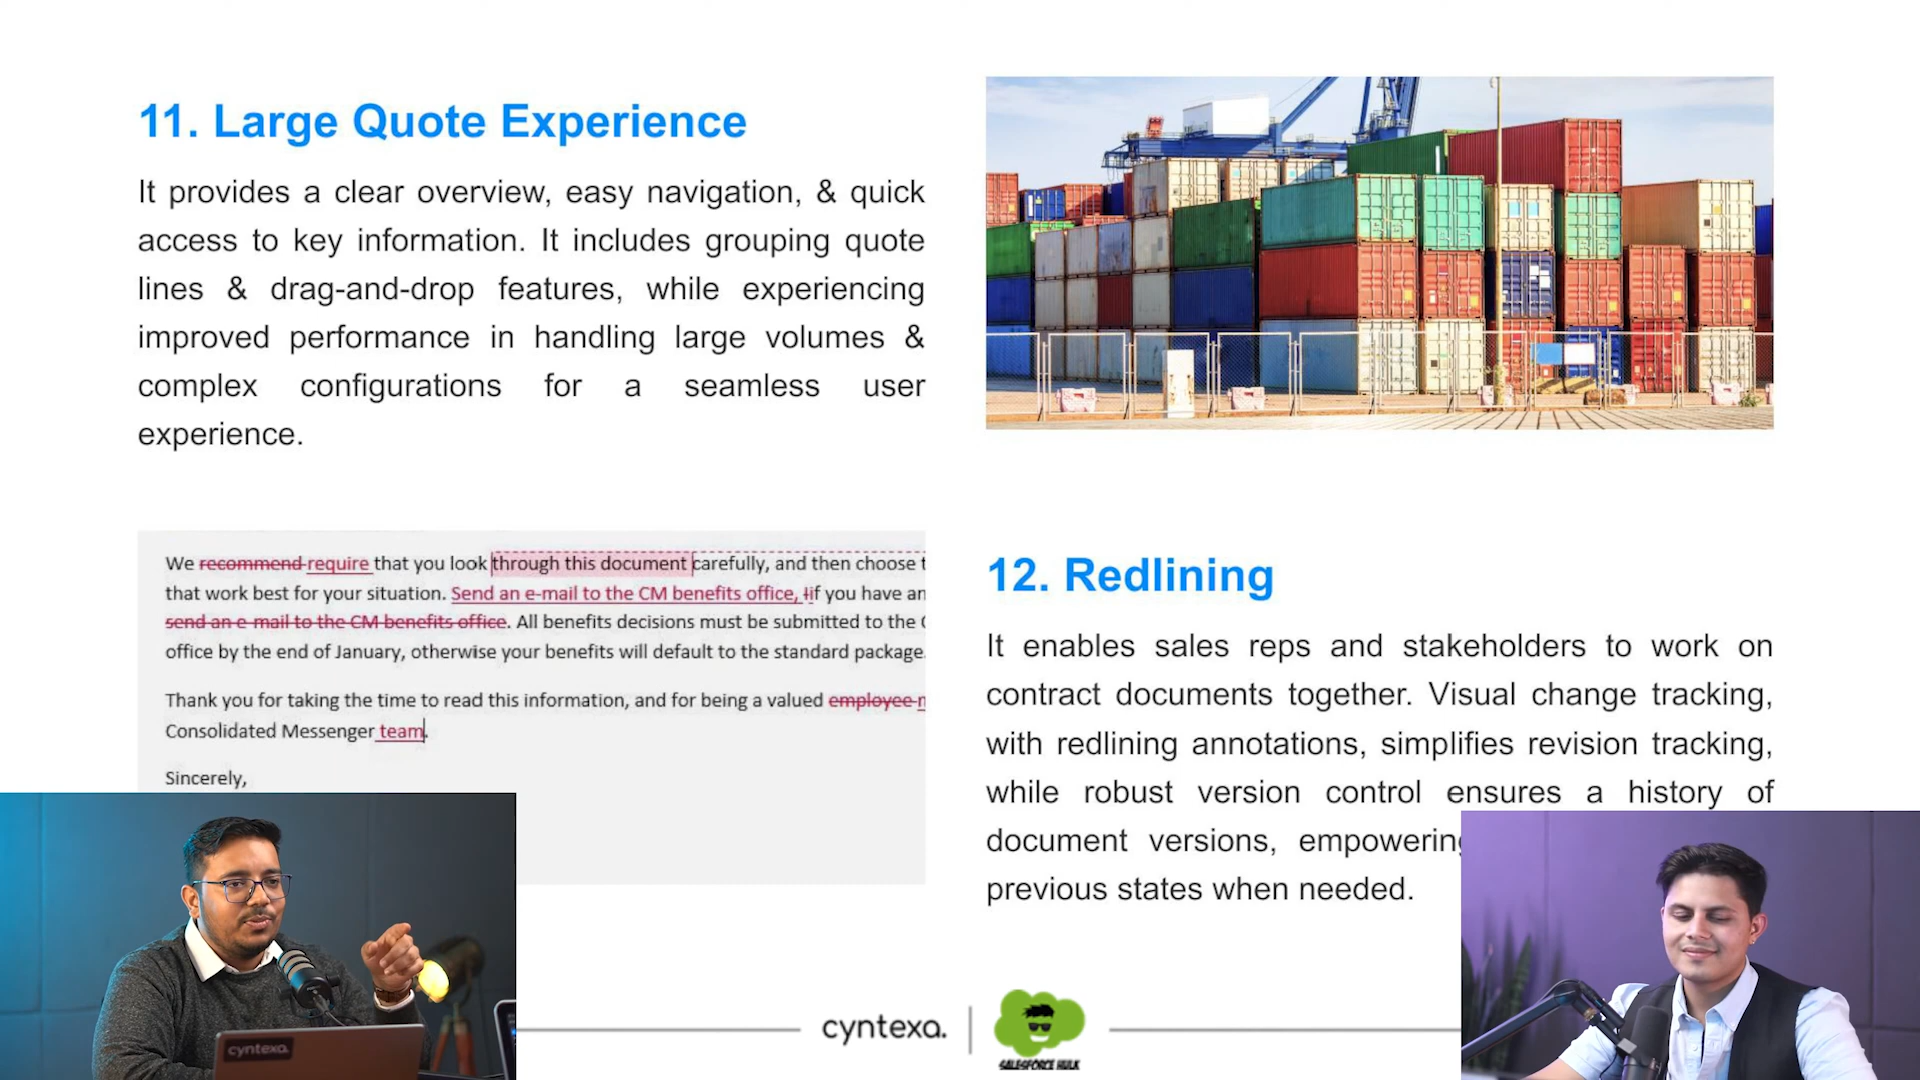 11. Large Quote Experience
It provides a clear overview, easy navigation, & quick
access to key information. It includes grouping quote
lines & drag-and-drop features, while experiencing
improved performance in handling large volumes &
complex configurations for a seamless user
experience.
We recommend require that you look through this document carefully, and then choose
that work best for your situation. Send an e-mail to the CM benefits office, Iif you have
send an e-mail to the CM benefits office. All benefits decisions must be submitted to the
office by the end of January, otherwise your benefits will default to the standard package.
Thank you for taking the time to read this information, and for being a valued employee
Consolidated Messenger team.
Sincerely,
12. Redlining
It enables sales reps and stakeholders to work on
contract documents together. Visual change tracking,
with redlining annotations, simplifies revision tracking,
while robust version control ensures a history of
document versions, empowering
previous states when needed.
cyntexa.
cyntexa.
SALESFORCE HULK